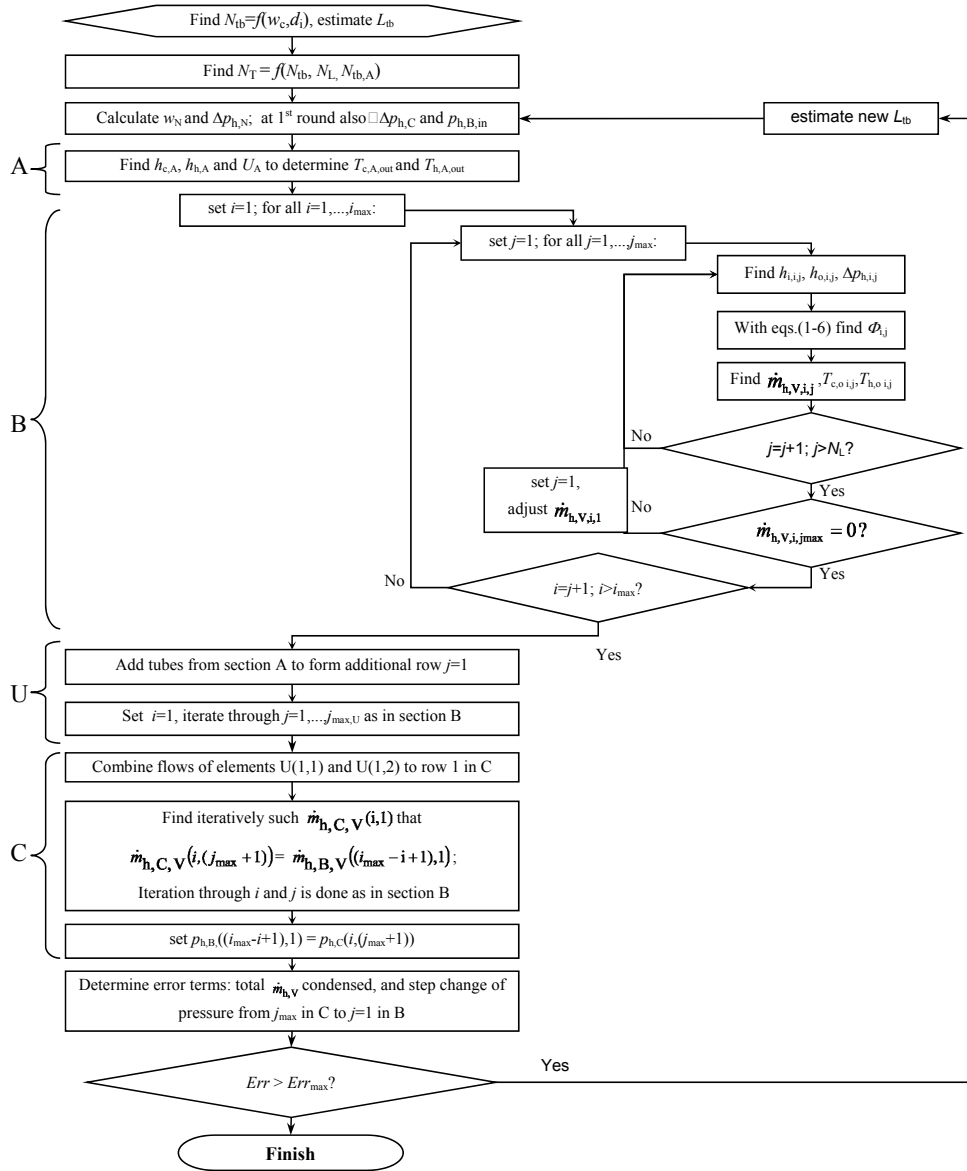 Find N_tb=f(w_c,d_i), estimate L_tb
Find N_T = f(N_tb, N_L, N_tb,A)
Calculate w_N and Δp_h,N; at 1st round also □Δp_h,C and p_h,B,in
estimate new L_tb
A
Find h_c,A, h_h,A and U_A to determine T_c,A,out and T_h,A,out
set i=1; for all i=1,...,i_max:
set j=1; for all j=1,...,j_max:
Find h_i,i,j, h_o,i,j, Δp_h,i,j
With eqs.(1-6) find Φ_i,j
Find ṁ_h,V,i,j ,T_c,o i,j,T_h,o i,j
B
No
j=j+1; j>N_L?
Yes
set j=1,
adjust ṁ_h,V,i,1
No
ṁ_h,V,i,jmax = 0?
Yes
No
i=j+1; i>i_max?
Yes
U
Add tubes from section A to form additional row j=1
Set i=1, iterate through j=1,...,j_max,U as in section B
C
Combine flows of elements U(1,1) and U(1,2) to row 1 in C
Find iteratively such ṁ_h,C,V(i,1) that
ṁ_h,C,V(i,(j_max +1))= ṁ_h,B,V((i_max −i+1),1);
Iteration through i and j is done as in section B
set p_h,B,((i_max-i+1),1) = p_h,C(i,(j_max+1))
Determine error terms: total ṁ_h,V condensed, and step change of
pressure from j_max in C to j=1 in B
Err > Err_max?
Yes
Finish